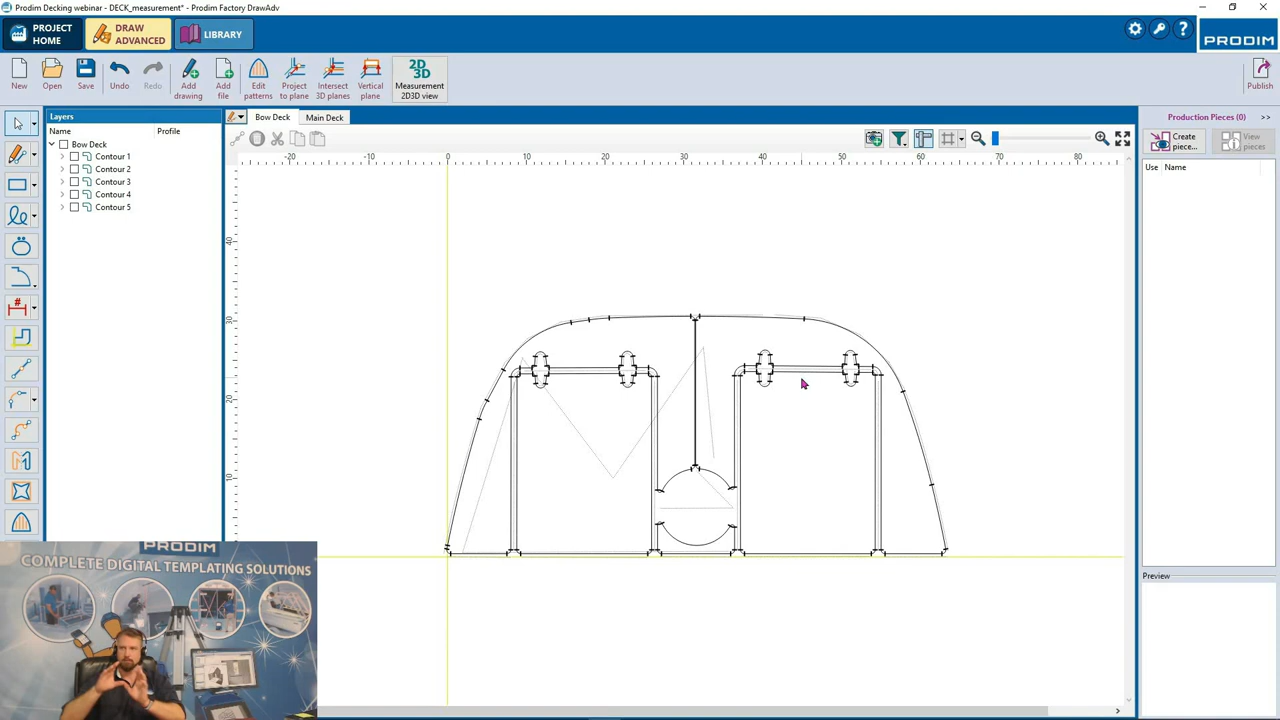 Prodim Decking webinar - DECK_measurement* - Prodim Factory DrawAdv
PROJECT
HOME
DRAW
ADVANCED
LIBRARY
PRODIM
New
Open
Save
Undo
Redo
Add
drawing
Add
file
Edit
patterns
Project
to plane
Intersect
3D planes
Vertical
plane
2D
3D
Measurement
2D3D view
Publish
Layers
Name Profile
Bow Deck
Contour 1
Contour 2
Contour 3
Contour 4
Contour 5
Bow Deck Main Deck
-20 -10 0 10 20 30 40 50 60 70 80
40
30
20
10
Production Pieces (0) >>
Create
piece...
View
pieces
Use Name
Preview
PRODIM
COMPLETE DIGITAL TEMPLATING SOLUTIONS